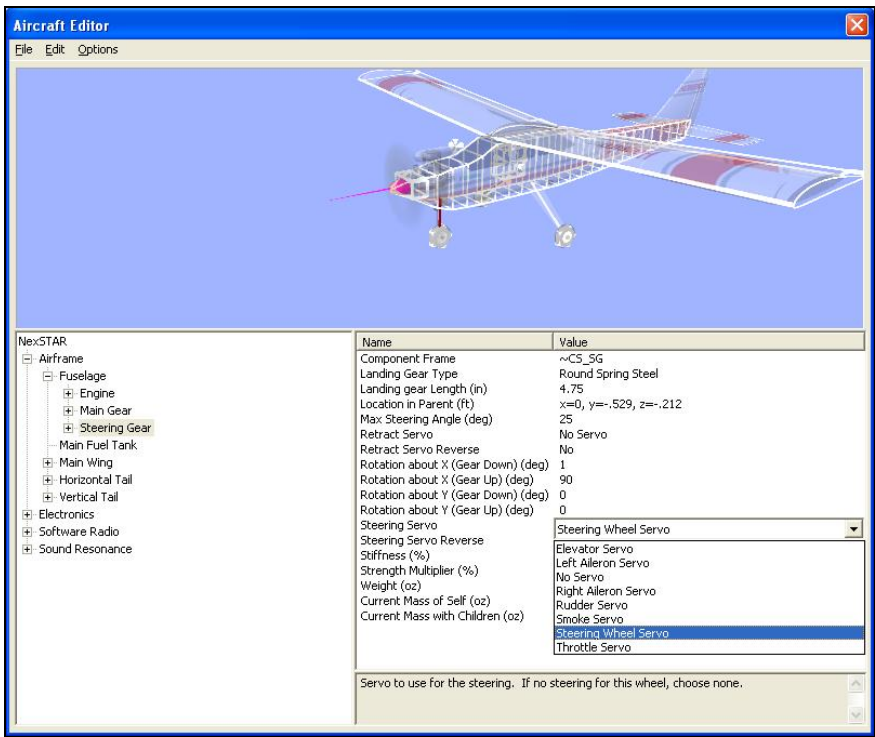 Aircraft Editor
File Edit Options
NexSTAR
Airframe
Fuselage
Engine
Main Gear
Steering Gear
Main Fuel Tank
Main Wing
Horizontal Tail
Vertical Tail
Electronics
Software Radio
Sound Resonance
Name Value
Component Frame ~CS_SG
Landing Gear Type Round Spring Steel
Landing gear Length (in) 4.75
Location in Parent (ft) x=0, y=-.529, z=-.212
Max Steering Angle (deg) 25
Retract Servo No Servo
Retract Servo Reverse No
Rotation about X (Gear Down) (deg) 1
Rotation about X (Gear Up) (deg) 90
Rotation about Y (Gear Down) (deg) 0
Rotation about Y (Gear Up) (deg) 0
Steering Servo Steering Wheel Servo
Steering Servo Reverse
Stiffness (%)
Strength Multiplier (%)
Weight (oz)
Current Mass of Self (oz)
Current Mass with Children (oz)
Elevator Servo
Left Aileron Servo
No Servo
Right Aileron Servo
Rudder Servo
Smoke Servo
Steering Wheel Servo
Throttle Servo
Servo to use for the steering. If no steering for this wheel, choose none.